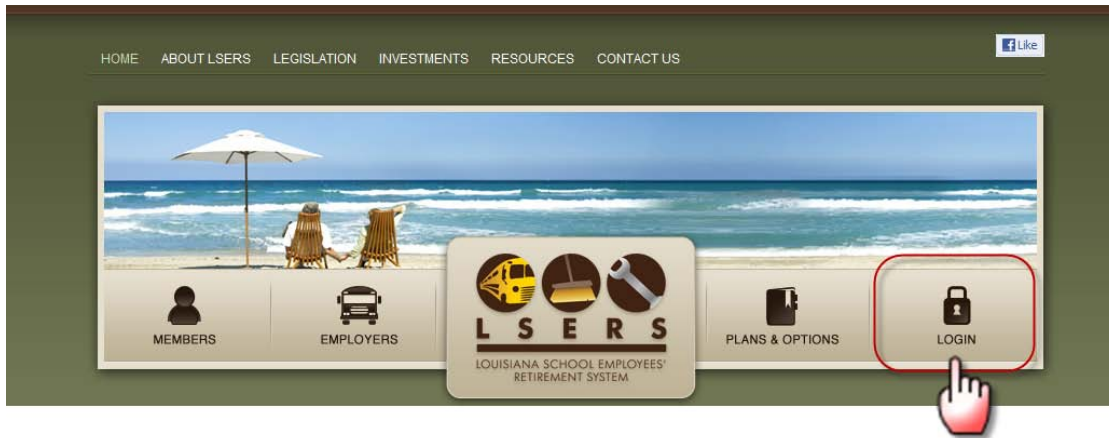 HOME ABOUT LSERS LEGISLATION INVESTMENTS RESOURCES CONTACT US
Like
MEMBERS
EMPLOYERS
LSERS
LOUISIANA SCHOOL EMPLOYEES'
RETIREMENT SYSTEM
PLANS & OPTIONS
LOGIN